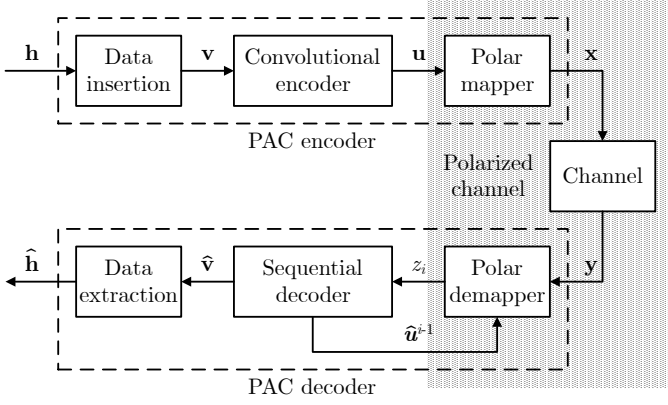 h
Data
insertion
v
Convolutional
encoder
u
Polar
mapper
x
PAC encoder
Polarized
channel
Channel
ĥ
Data
extraction
v̂
Sequential
decoder
zᵢ
Polar
demapper
y
û^{i-1}
PAC decoder